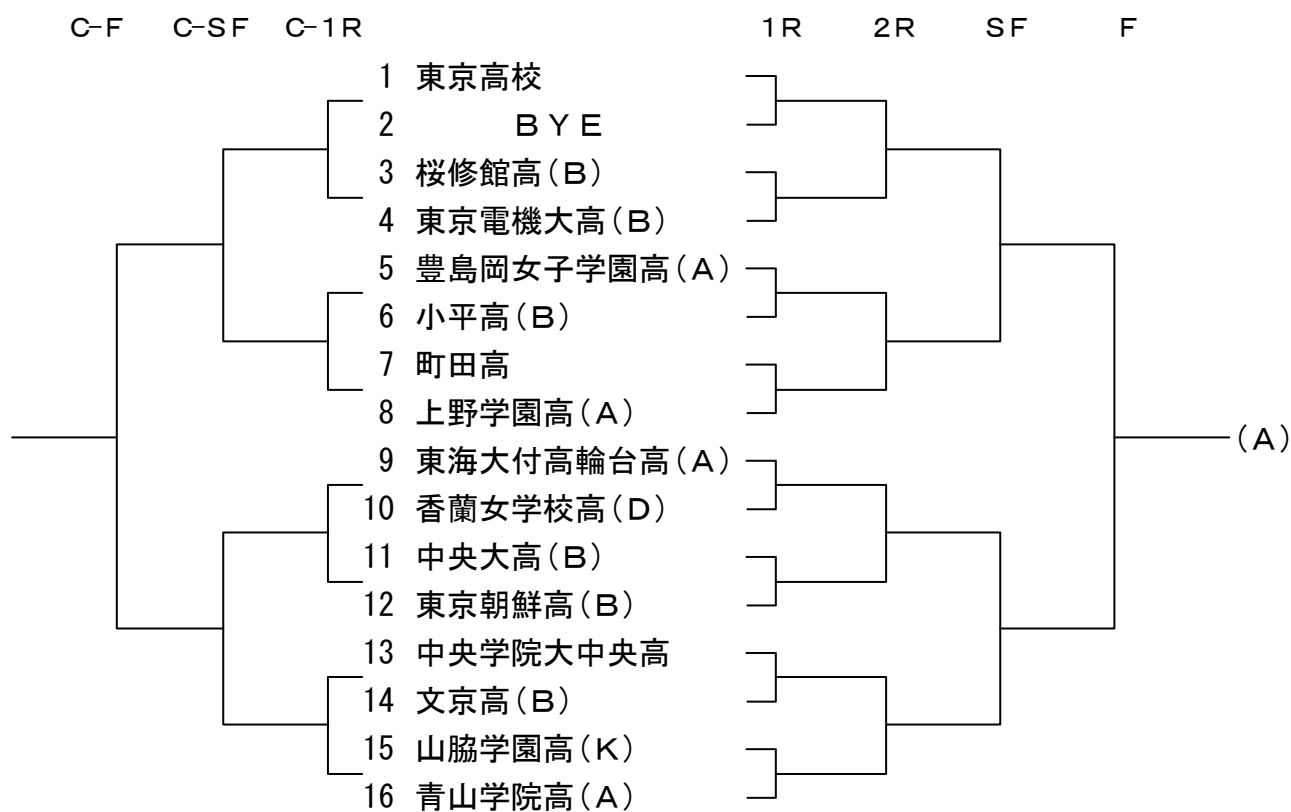 C-F C-SF C-1R 1R 2R SF F
1 東京高校
2 BYE
3 桜修館高(B)
4 東京電機大高(B)
5 豊島岡女子学園高(A)
6 小平高(B)
7 町田高
8 上野学園高(A)
(A)
9 東海大付高輪台高(A)
10 香蘭女学校高(D)
11 中央大高(B)
12 東京朝鮮高(B)
13 中央学院大中央高
14 文京高(B)
15 山脇学園高(K)
16 青山学院高(A)